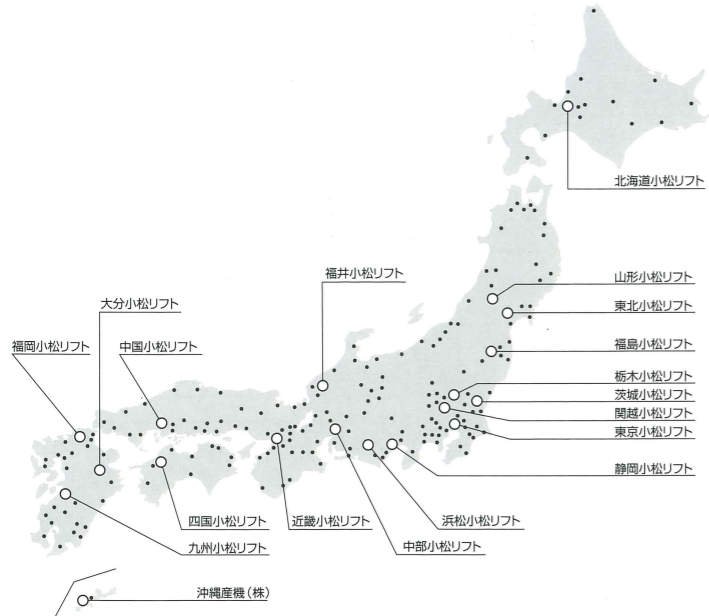 北海道小松リフト
山形小松リフト
福井小松リフト
東北小松リフト
大分小松リフト
福島小松リフト
福岡小松リフト
中国小松リフト
栃木小松リフト
茨城小松リフト
関越小松リフト
東京小松リフト
静岡小松リフト
四国小松リフト
近畿小松リフト
浜松小松リフト
九州小松リフト
中部小松リフト
沖縄産機(株)